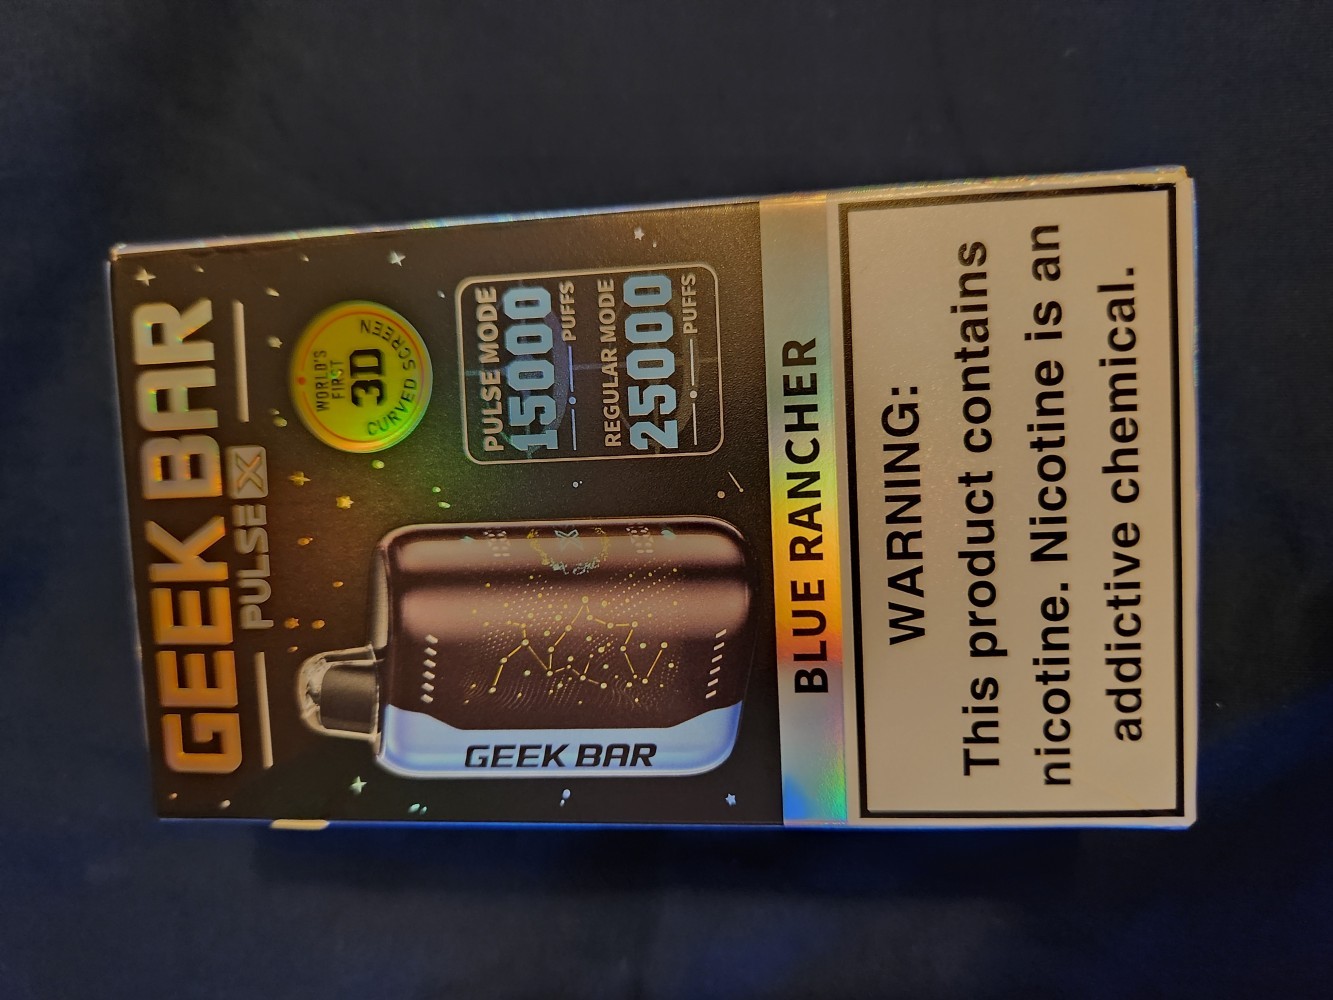 GEEK BAR
PULSE X
WORLD'S
FIRST
3D
CURVED SCREEN
PULSE MODE
15000
PUFFS
REGULAR MODE
25000
PUFFS
GEEK BAR
BLUE RANCHER
WARNING:
This product contains
nicotine. Nicotine is an
addictive chemical.